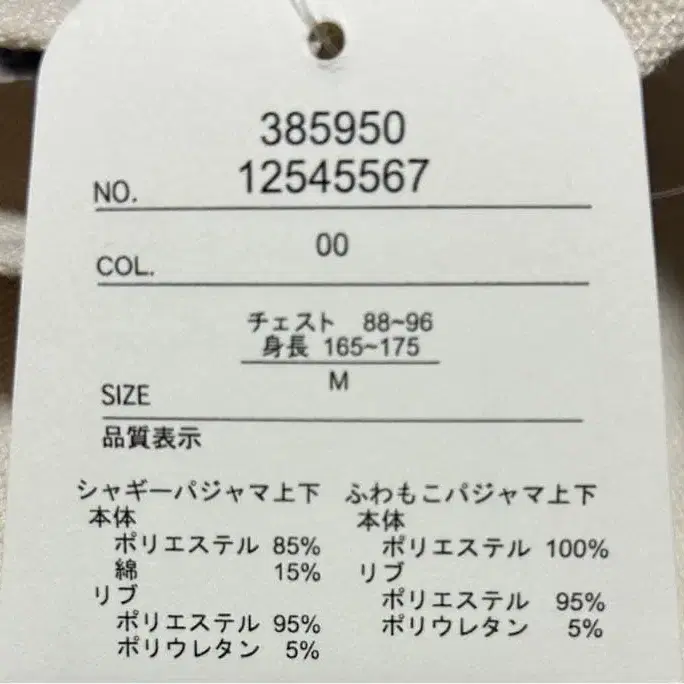 385950
NO. 12545567
COL. 00
チェスト 88~96
身長 165~175
SIZE M
品質表示
シャギーパジャマ上下 ふわもこパジャマ上下
本体 本体
ポリエステル 85% ポリエステル 100%
綿 15% リブ
リブ ポリエステル 95%
ポリエステル 95% ポリウレタン 5%
ポリウレタン 5%